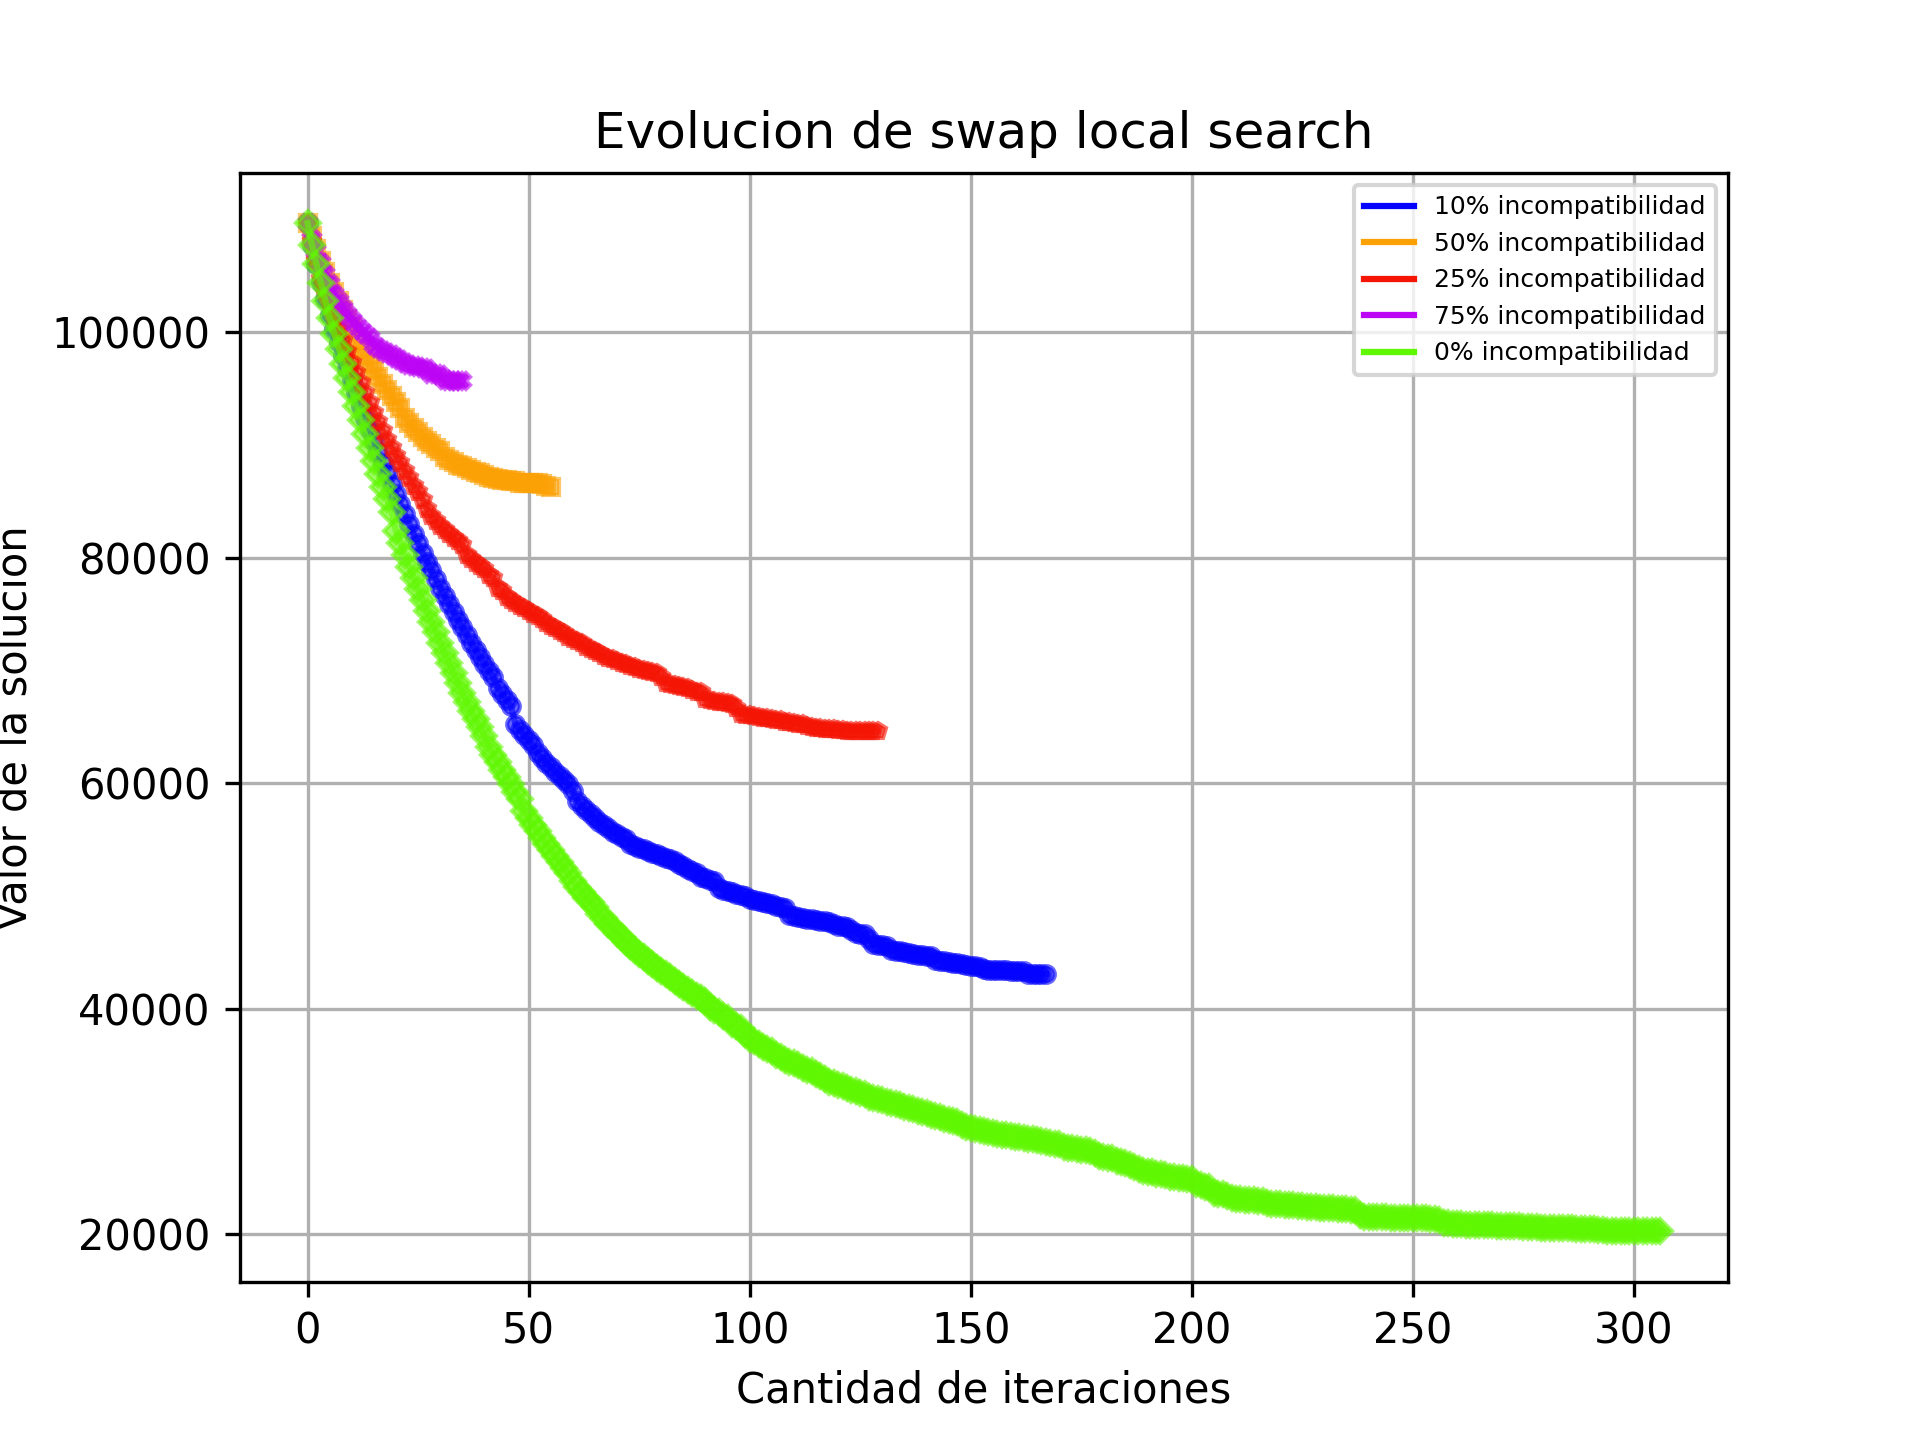 Evolucion de swap local search
10% incompatibilidad
50% incompatibilidad
25% incompatibilidad
75% incompatibilidad
0% incompatibilidad
Valor de la solucion
100000
80000
60000
40000
20000
0 50 100 150 200 250 300
Cantidad de iteraciones